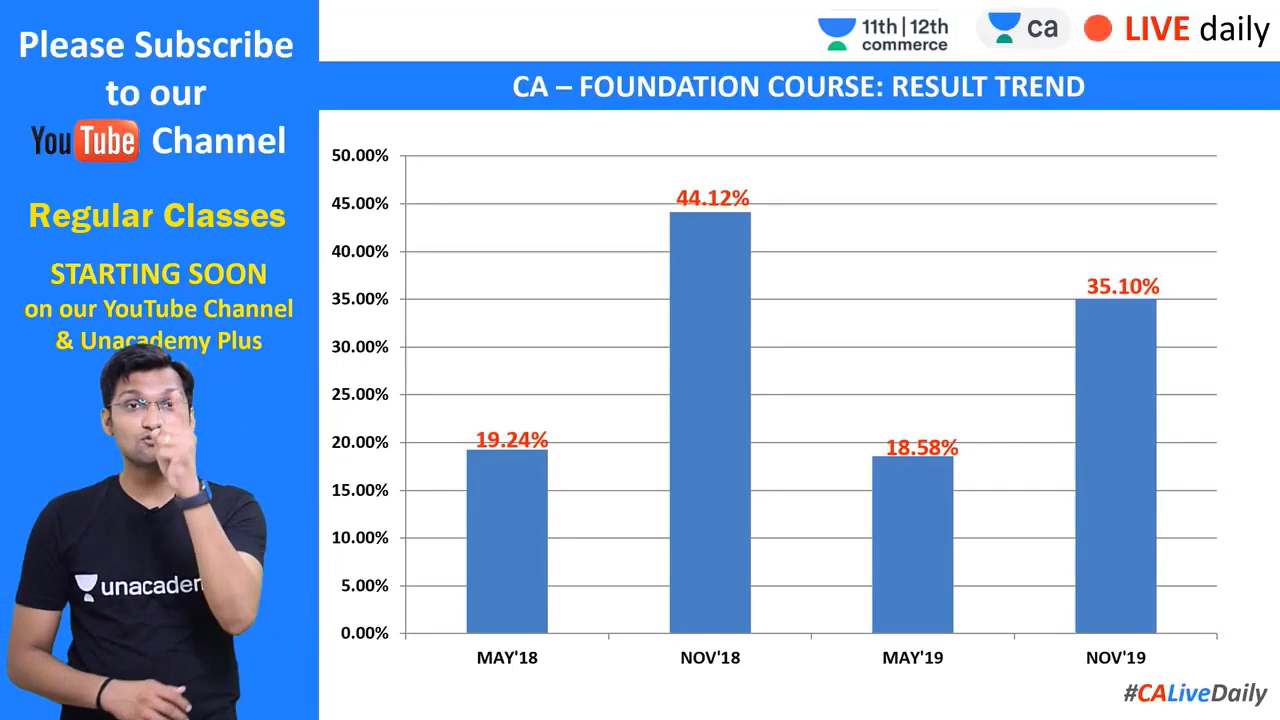 Please Subscribe
to our
YouTube Channel
Regular Classes
STARTING SOON
on our YouTube Channel
& Unacademy Plus
unacadem
11th | 12th
commerce
ca
LIVE daily
CA – FOUNDATION COURSE: RESULT TREND
50.00%
45.00%
40.00%
35.00%
30.00%
25.00%
20.00%
15.00%
10.00%
5.00%
0.00%
19.24%
44.12%
18.58%
35.10%
MAY'18
NOV'18
MAY'19
NOV'19
#CALiveDaily